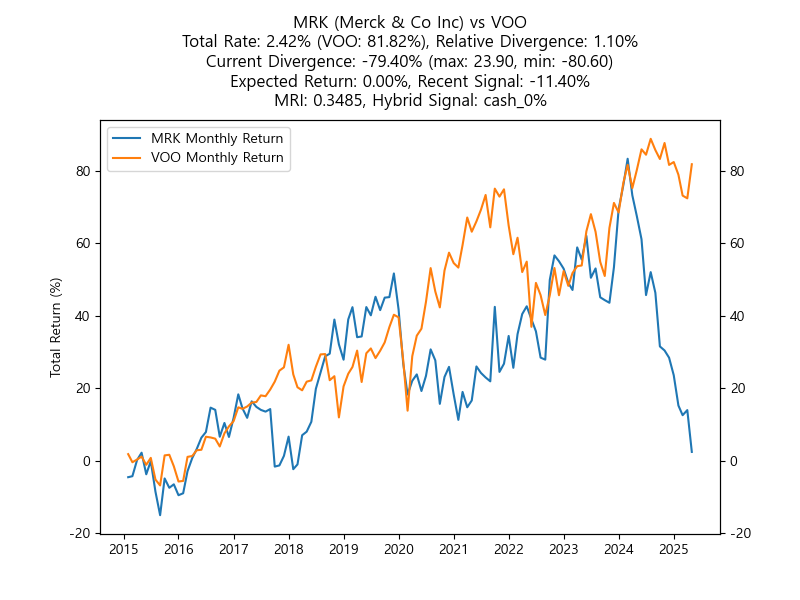 MRK (Merck & Co Inc) vs VOO
Total Rate: 2.42% (VOO: 81.82%), Relative Divergence: 1.10%
Current Divergence: -79.40% (max: 23.90, min: -80.60)
Expected Return: 0.00%, Recent Signal: -11.40%
MRI: 0.3485, Hybrid Signal: cash_0%
MRK Monthly Return
VOO Monthly Return
Total Return (%)
80 80
60 60
40 40
20 20
0 0
-20 -20
2015 2016 2017 2018 2019 2020 2021 2022 2023 2024 2025